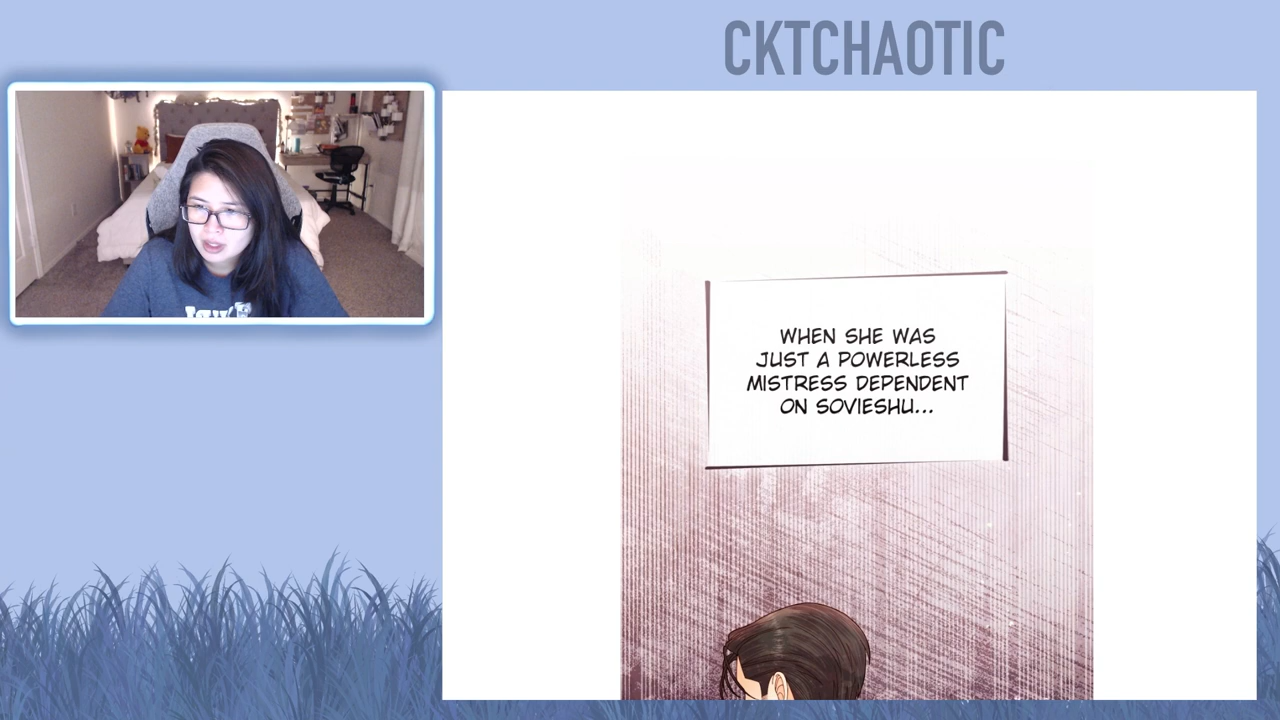 CKTCHAOTIC
WHEN SHE WAS
JUST A POWERLESS
MISTRESS DEPENDENT
ON SOVIESHU...